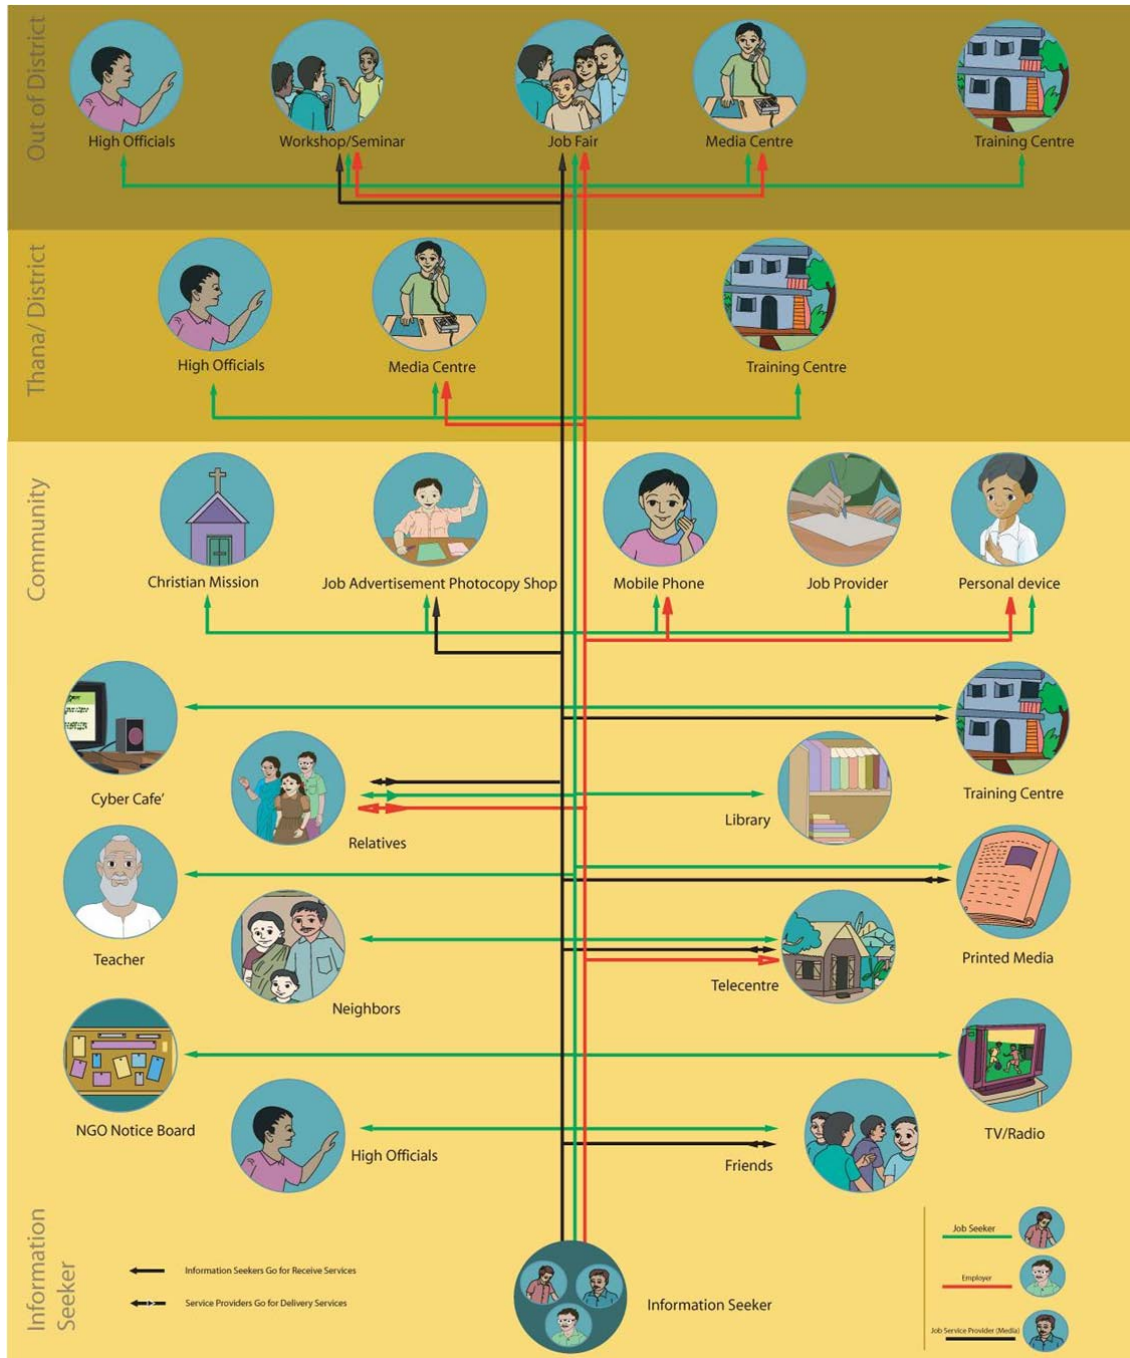 Out of District
High Officials
Workshop/Seminar
Job Fair
Media Centre
Training Centre
Thana/ District
High Officials
Media Centre
Training Centre
Community
Christian Mission
Job Advertisement Photocopy Shop
Mobile Phone
Job Provider
Personal device
Cyber Cafe'
Training Centre
Relatives
Library
Teacher
Printed Media
Neighbors
Telecentre
NGO Notice Board
TV/Radio
High Officials
Friends
Information
Seeker
Information Seekers Go for Receive Services
Service Providers Go for Delivery Services
Information Seeker
Job Seeker
Employer
Job Service Provider (Media)